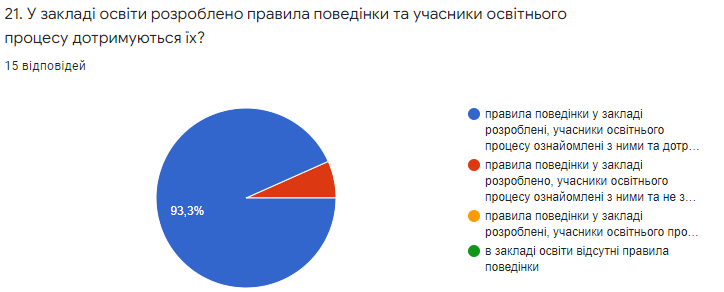 21. У закладі освіти розроблено правила поведінки та учасники освітнього
процесу дотримуються їх?
15 відповідей
93,3%
правила поведінки у закладі
розроблені, учасники освітнього
процесу ознайомлені з ними та дотр...
правила поведінки у закладі
розроблено, учасники освітнього
процесу ознайомлені з ними та не з...
правила поведінки у закладі
розроблені, учасники освітнього про...
в закладі освіти відсутні правила
поведінки